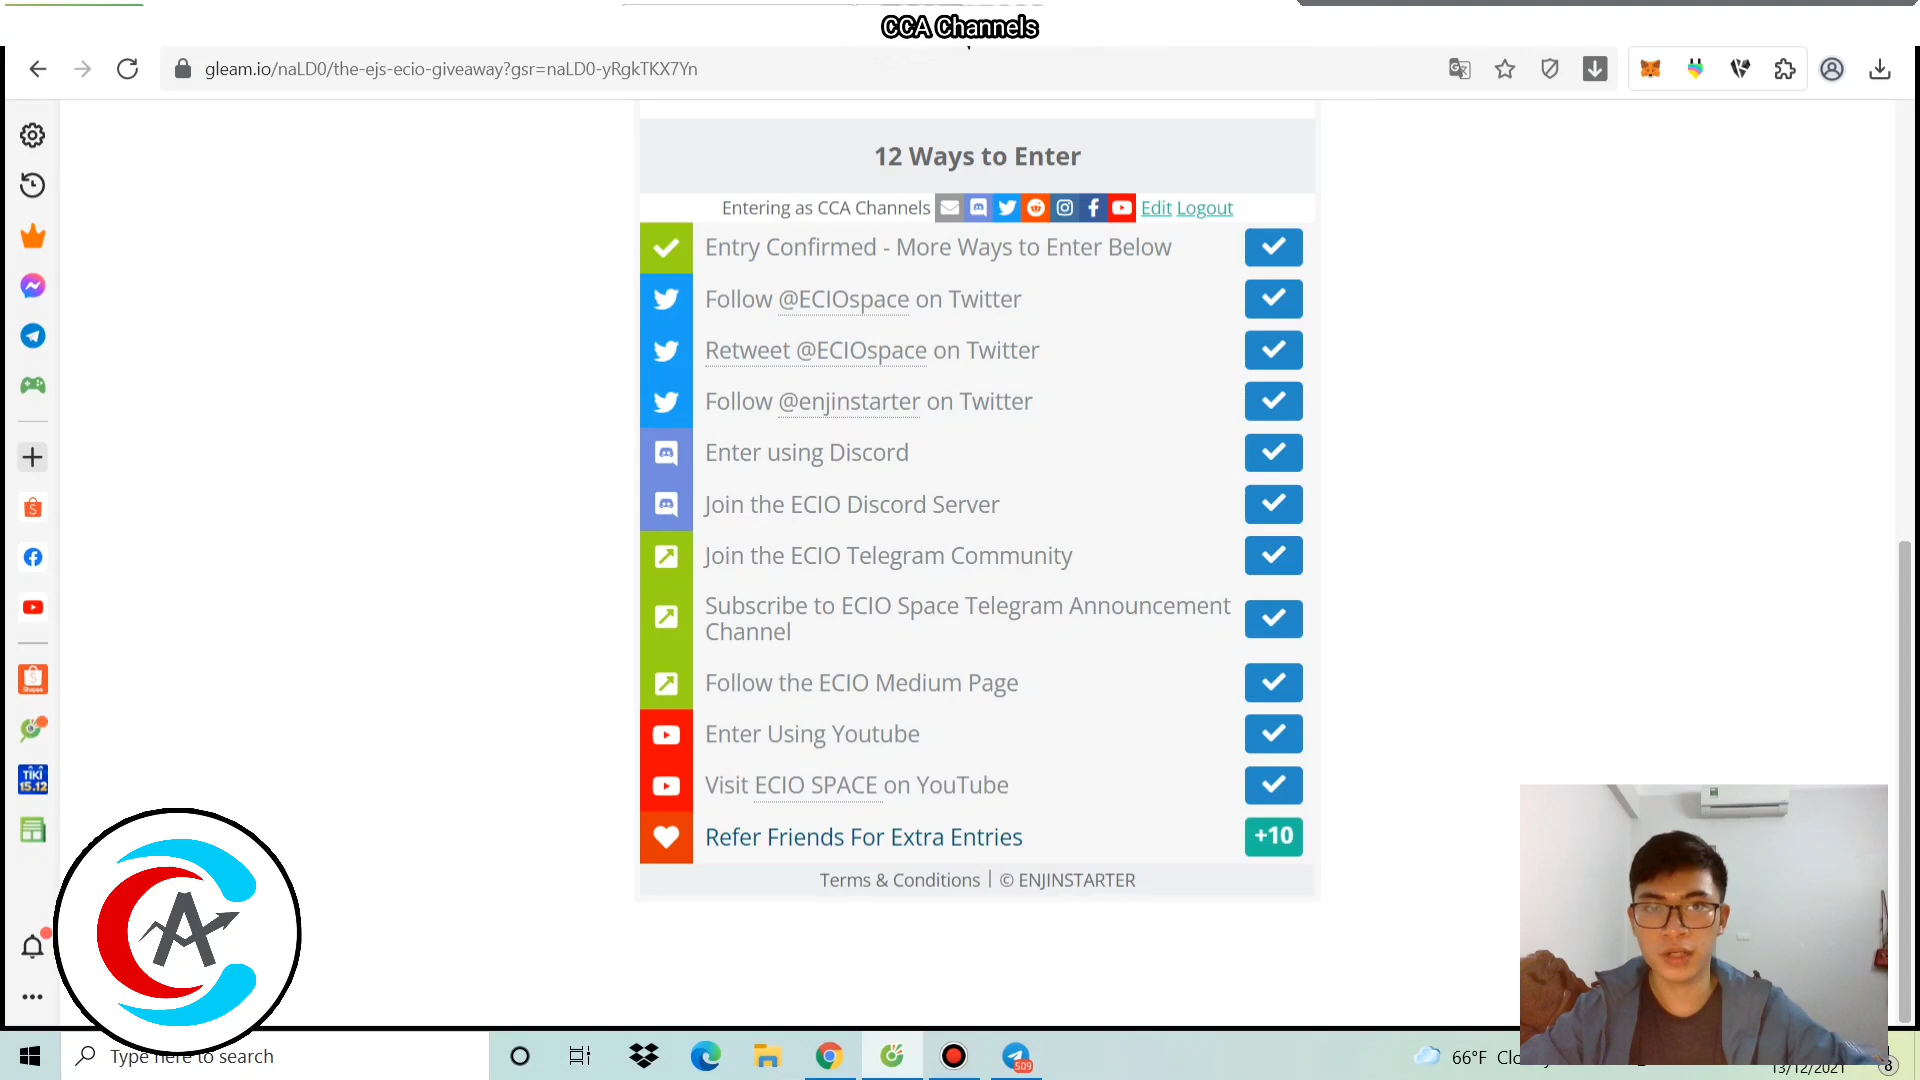 CCA Channels
gleam.io/naLD0/the-ejs-ecio-giveaway?gsr=naLD0-yRgkTKX7Yn
12 Ways to Enter
Entering as CCA Channels Edit Logout
Entry Confirmed - More Ways to Enter Below
Follow @ECIOspace on Twitter
Retweet @ECIOspace on Twitter
Follow @enjinstarter on Twitter
Enter using Discord
Join the ECIO Discord Server
Join the ECIO Telegram Community
Subscribe to ECIO Space Telegram Announcement
Channel
Follow the ECIO Medium Page
Enter Using Youtube
Visit ECIO SPACE on YouTube
Refer Friends For Extra Entries +10
Terms & Conditions | © ENJINSTARTER
Shopee
TIKI
15.12
CCA
Type here to search
509
66°F
13/12/2021
8